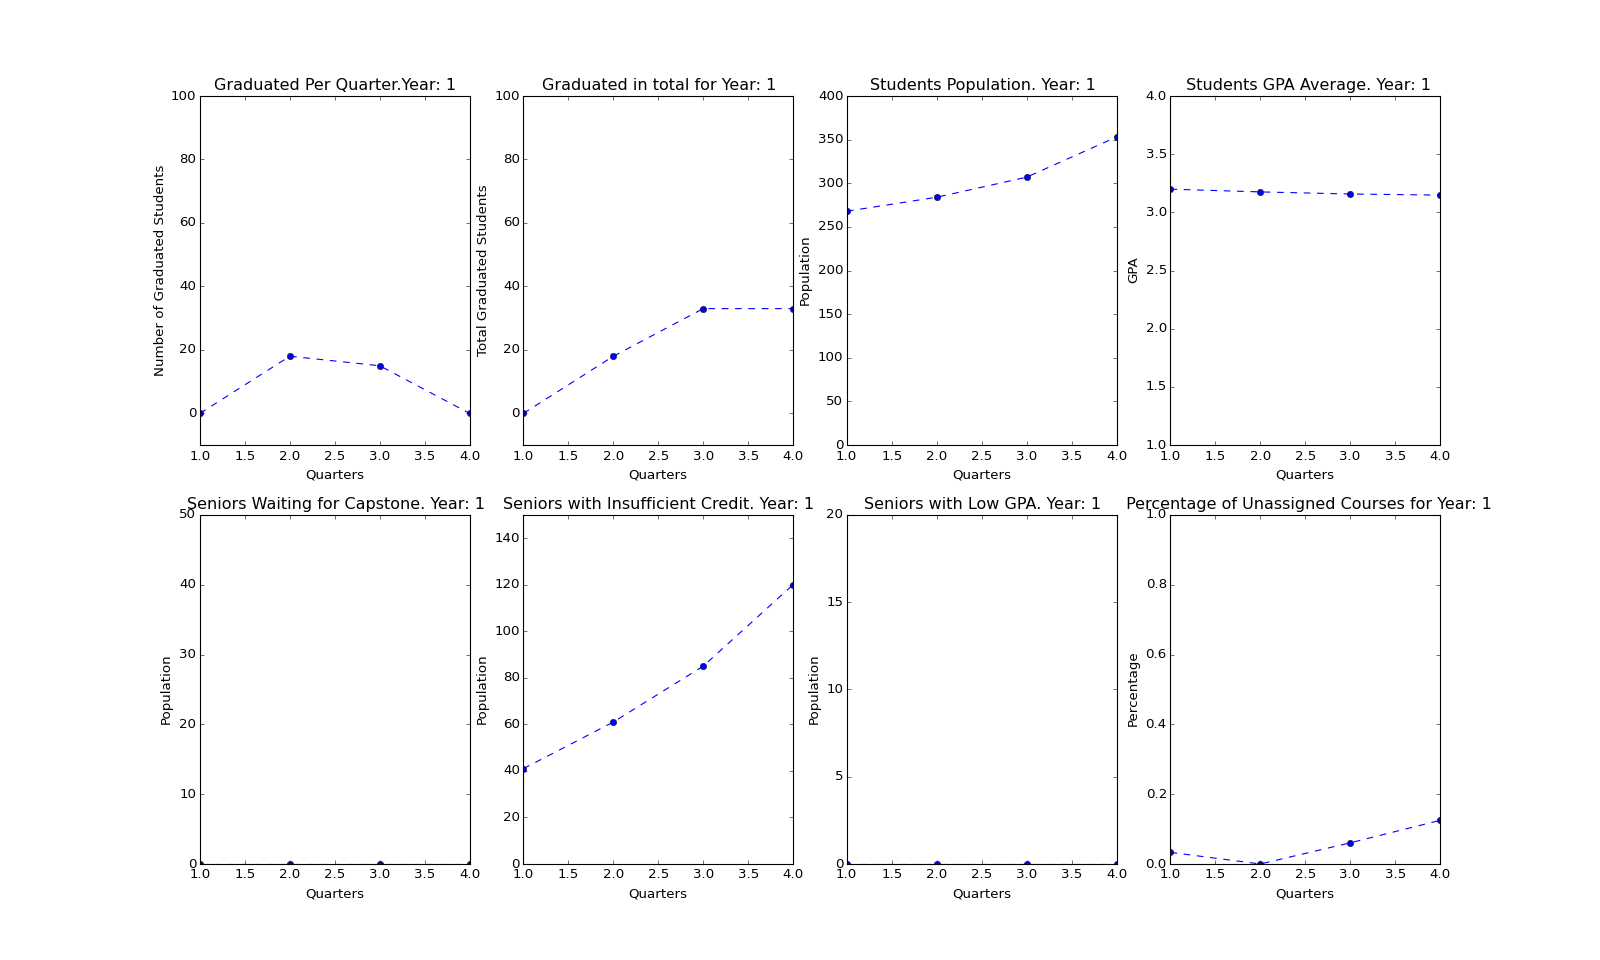 Graduated Per Quarter.Year: 1
Number of Graduated Students
100
80
60
40
20
0
1.0 1.5 2.0 2.5 3.0 3.5 4.0
Quarters
Graduated in total for Year: 1
Total Graduated Students
100
80
60
40
20
0
1.0 1.5 2.0 2.5 3.0 3.5 4.0
Quarters
Students Population. Year: 1
Population
400
350
300
250
200
150
100
50
0
1.0 1.5 2.0 2.5 3.0 3.5 4.0
Quarters
Students GPA Average. Year: 1
GPA
4.0
3.5
3.0
2.5
2.0
1.5
1.0
1.0 1.5 2.0 2.5 3.0 3.5 4.0
Quarters
Seniors Waiting for Capstone. Year: 1
Population
50
40
30
20
10
0
1.0 1.5 2.0 2.5 3.0 3.5 4.0
Quarters
Seniors with Insufficient Credit. Year: 1
Population
140
120
100
80
60
40
20
0
1.0 1.5 2.0 2.5 3.0 3.5 4.0
Quarters
Seniors with Low GPA. Year: 1
Population
20
15
10
5
0
1.0 1.5 2.0 2.5 3.0 3.5 4.0
Quarters
Percentage of Unassigned Courses for Year: 1
Percentage
1.0
0.8
0.6
0.4
0.2
0.0
1.0 1.5 2.0 2.5 3.0 3.5 4.0
Quarters